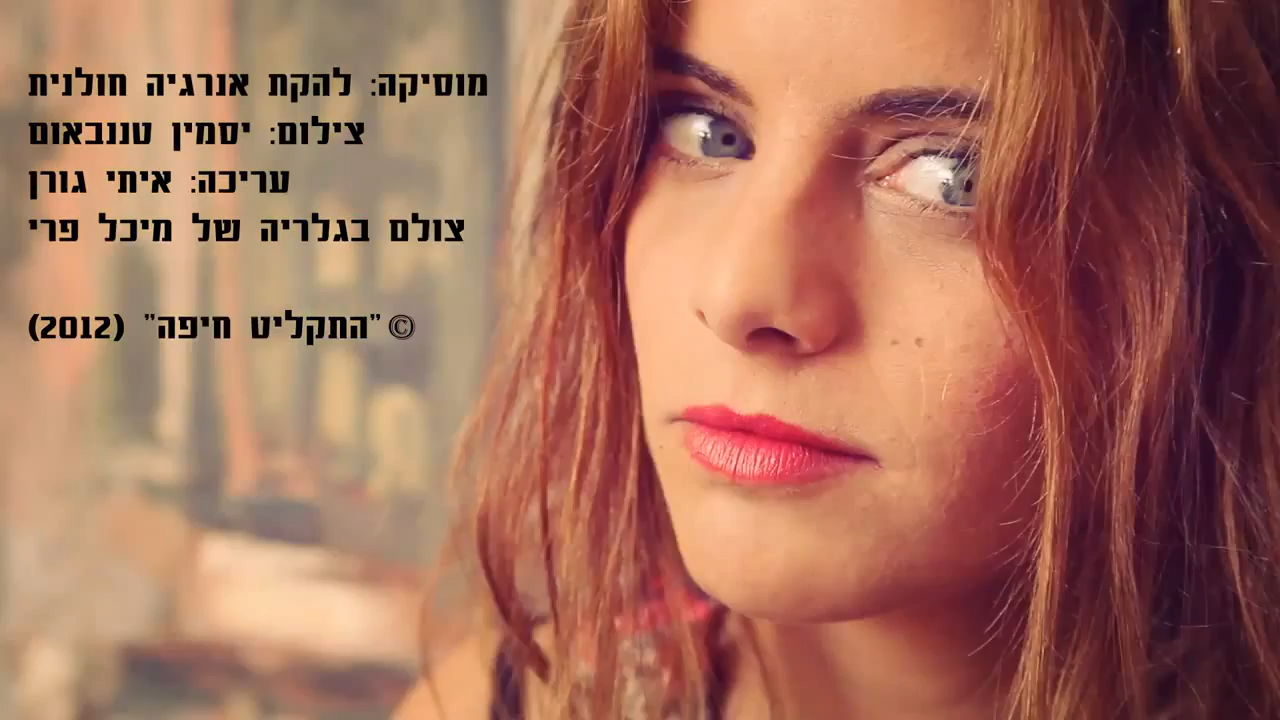 מוסיקה: להקת אנרגיה חולנית
צילום: יסמין טננבאום
עריכה: איתי גורן
צולם בגלריה של מיכל פרי
©"התקליט חיפה" (2012)